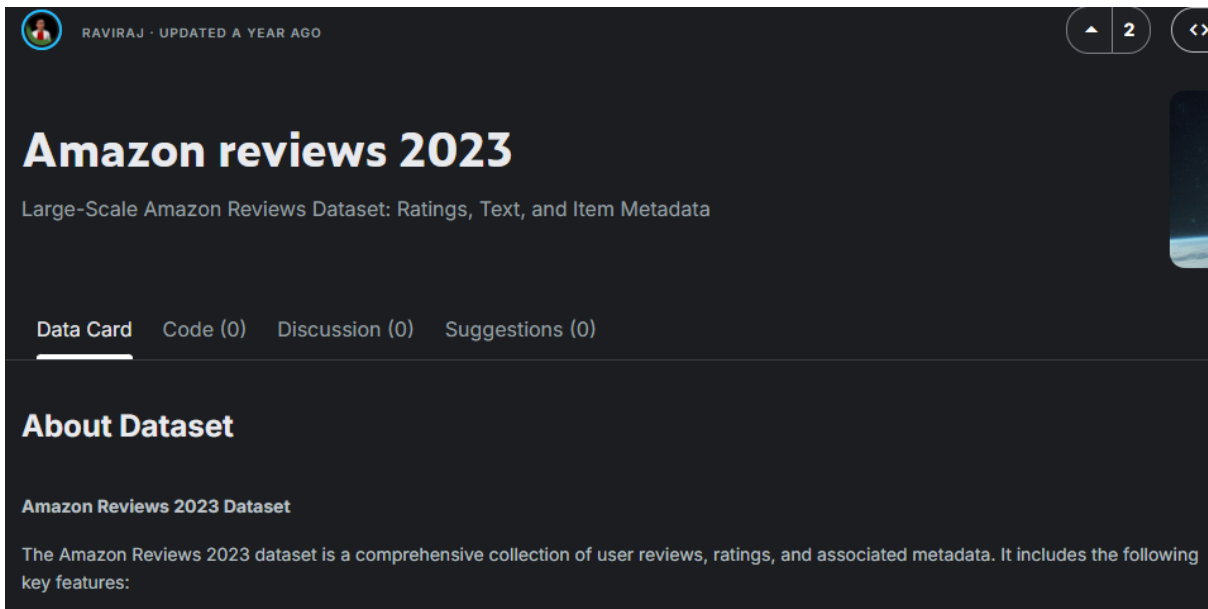 RAVIRAJ · UPDATED A YEAR AGO
2
<>
Amazon reviews 2023
Large-Scale Amazon Reviews Dataset: Ratings, Text, and Item Metadata
Data Card Code (0) Discussion (0) Suggestions (0)
About Dataset
Amazon Reviews 2023 Dataset
The Amazon Reviews 2023 dataset is a comprehensive collection of user reviews, ratings, and associated metadata. It includes the following
key features: